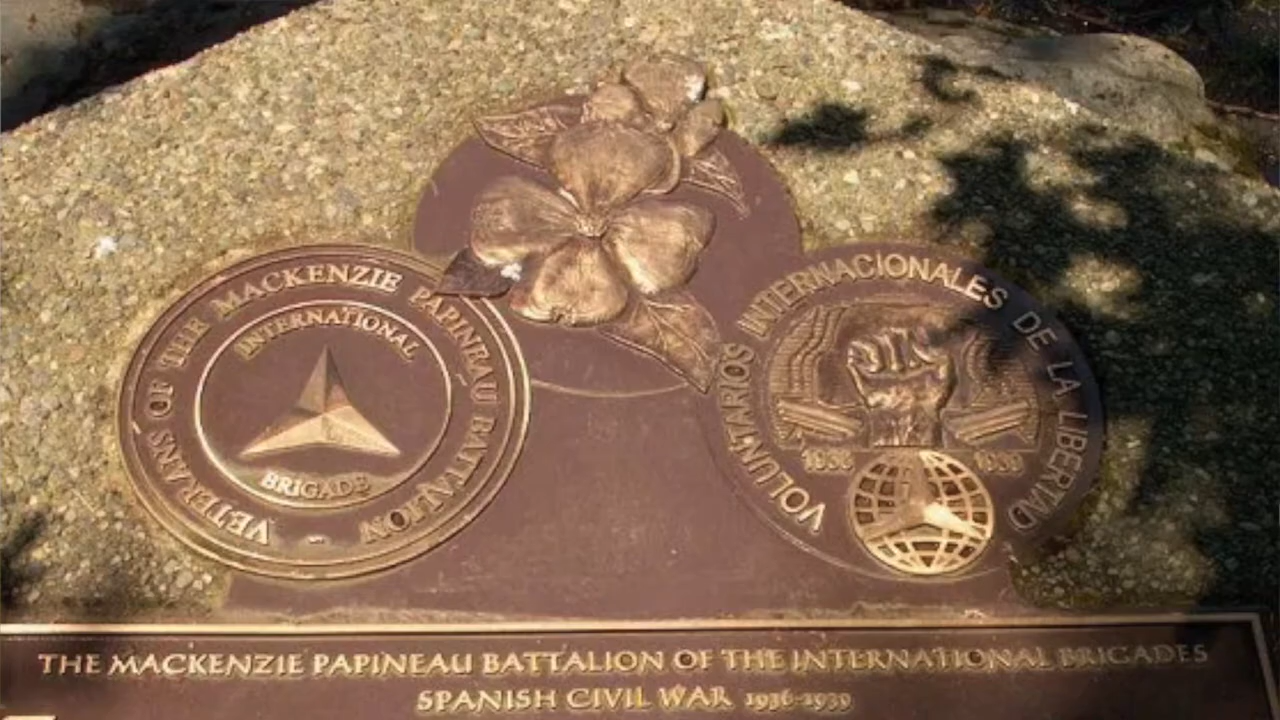 VETERANS OF THE MACKENZIE PAPINEAU BATTALION -
INTERNATIONAL
BRIGADE
VOLUNTARIOS INTERNACIONALES DE LA LIBERTAD
1936 1939
THE MACKENZIE PAPINEAU BATTALION OF THE INTERNATIONAL BRIGADES
SPANISH CIVIL WAR 1936-1939